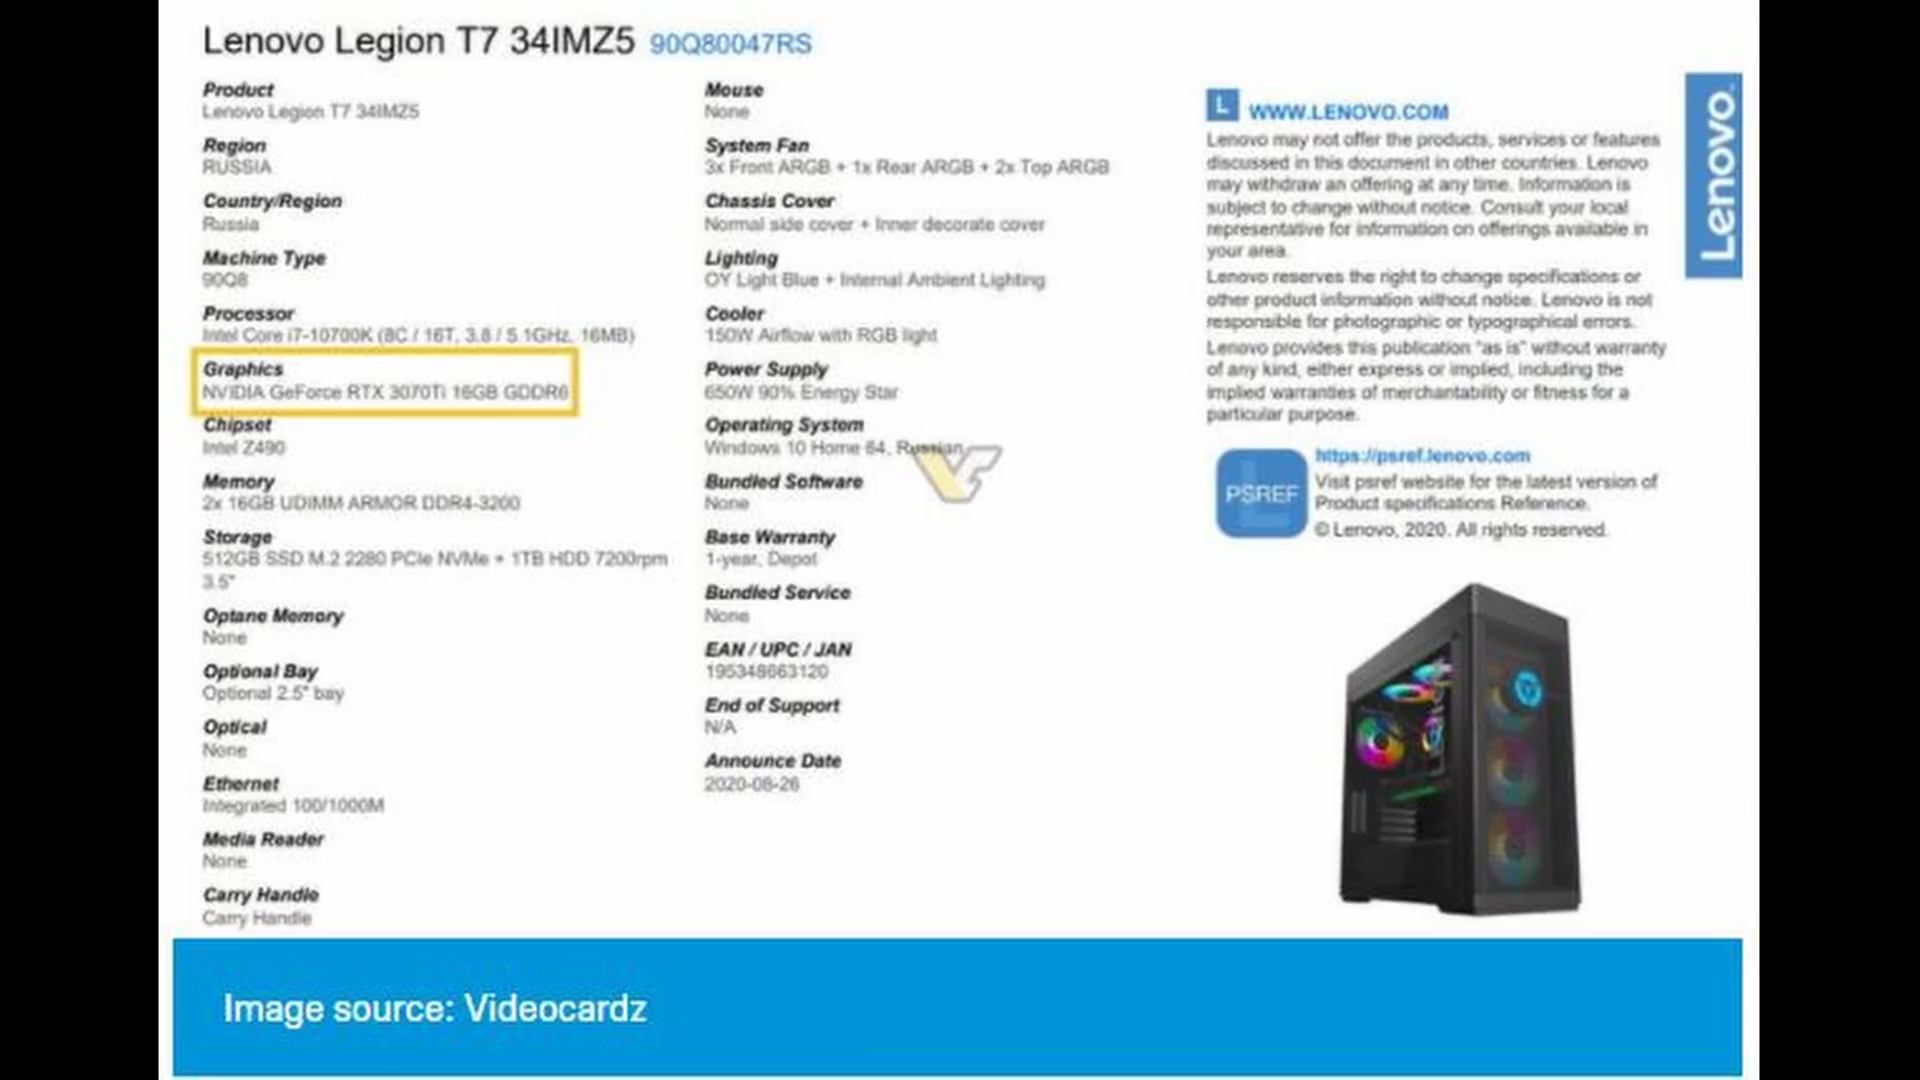 Lenovo Legion T7 34IMZ5 90Q80047RS
Product
Lenovo Legion T7 34IMZ5
Region
RUSSIA
Country/Region
Russia
Machine Type
90Q8
Processor
Intel Core i7-10700K (8C / 16T, 3.8 / 5.1GHz, 16MB)
Graphics
NVIDIA GeForce RTX 3070Ti 16GB GDDR6
Chipset
Intel Z490
Memory
2x 16GB UDIMM ARMOR DDR4-3200
Storage
512GB SSD M.2 2280 PCIe NVMe + 1TB HDD 7200rpm
3.5"
Optane Memory
None
Optional Bay
Optional 2.5" bay
Optical
None
Ethernet
Integrated 100/1000M
Media Reader
None
Carry Handle
Carry Handle
Mouse
None
System Fan
3x Front ARGB + 1x Rear ARGB + 2x Top ARGB
Chassis Cover
Normal side cover + Inner decorate cover
Lighting
OY Light Blue + Internal Ambient Lighting
Cooler
150W Airflow with RGB light
Power Supply
650W 90% Energy Star
Operating System
Windows 10 Home 64, Russian
Bundled Software
None
Base Warranty
1-year, Depot
Bundled Service
None
EAN / UPC / JAN
195348663120
End of Support
N/A
Announce Date
2020-08-26
L WWW.LENOVO.COM
Lenovo may not offer the products, services or features
discussed in this document in other countries. Lenovo
may withdraw an offering at any time. Information is
subject to change without notice. Consult your local
representative for information on offerings available in
your area.
Lenovo reserves the right to change specifications or
other product information without notice. Lenovo is not
responsible for photographic or typographical errors.
Lenovo provides this publication "as is" without warranty
of any kind, either express or implied, including the
implied warranties of merchantability or fitness for a
particular purpose.
PSREF
https://psref.lenovo.com
Visit psref website for the latest version of
Product specifications Reference.
© Lenovo, 2020. All rights reserved.
Lenovo
Image source: Videocardz